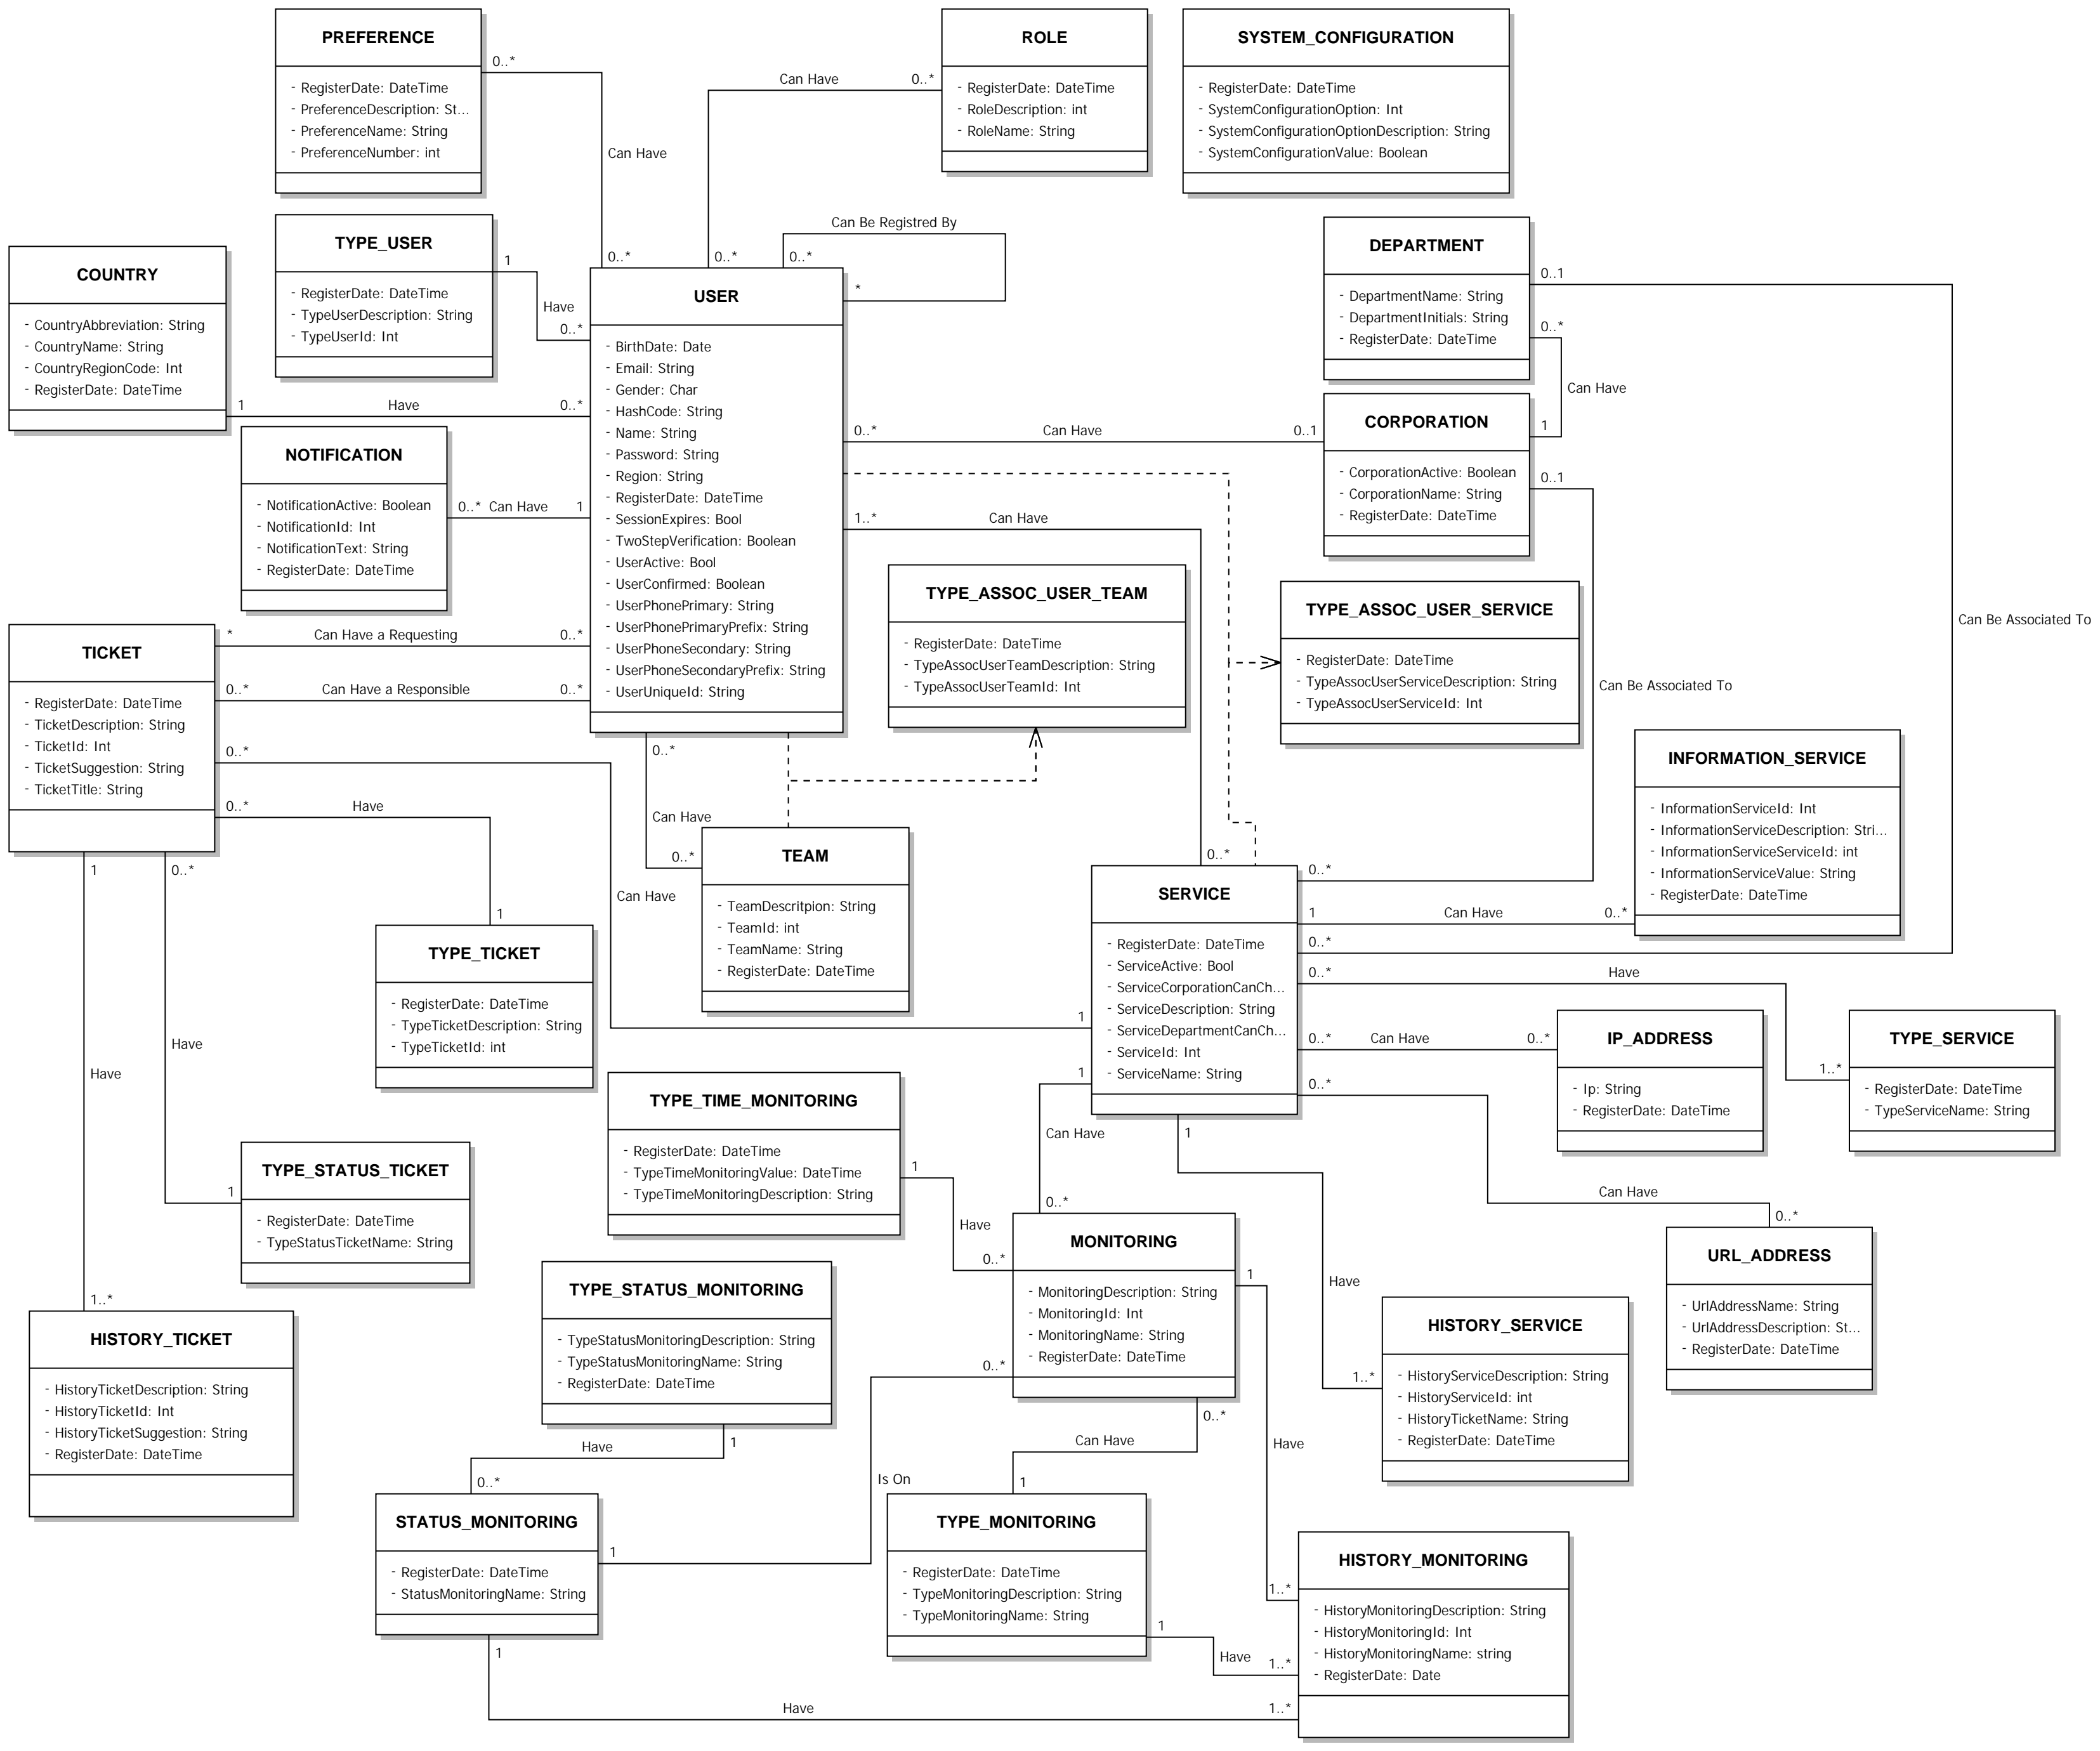 PREFERENCE
- RegisterDate: DateTime
- PreferenceDescription: St...
- PreferenceName: String
- PreferenceNumber: int
0..*
Can Have
0..*
ROLE
- RegisterDate: DateTime
- RoleDescription: int
- RoleName: String
Can Have
0..*
0..*
SYSTEM_CONFIGURATION
- RegisterDate: DateTime
- SystemConfigurationOption: Int
- SystemConfigurationOptionDescription: String
- SystemConfigurationValue: Boolean
TYPE_USER
- RegisterDate: DateTime
- TypeUserDescription: String
- TypeUserId: Int
1
Have
0..*
Can Be Registred By
0..*
*
COUNTRY
- CountryAbbreviation: String
- CountryName: String
- CountryRegionCode: Int
- RegisterDate: DateTime
1
Have
0..*
USER
- BirthDate: Date
- Email: String
- Gender: Char
- HashCode: String
- Name: String
- Password: String
- Region: String
- RegisterDate: DateTime
- SessionExpires: Bool
- TwoStepVerification: Boolean
- UserActive: Bool
- UserConfirmed: Boolean
- UserPhonePrimary: String
- UserPhonePrimaryPrefix: String
- UserPhoneSecondary: String
- UserPhoneSecondaryPrefix: String
- UserUniqueId: String
DEPARTMENT
- DepartmentName: String
- DepartmentInitials: String
- RegisterDate: DateTime
0..1
0..*
Can Have
1
CORPORATION
- CorporationActive: Boolean
- CorporationName: String
- RegisterDate: DateTime
0..*
Can Have
0..1
0..1
NOTIFICATION
- NotificationActive: Boolean
- NotificationId: Int
- NotificationText: String
- RegisterDate: DateTime
0..*
Can Have
1
1..*
Can Have
0..*
TYPE_ASSOC_USER_TEAM
- RegisterDate: DateTime
- TypeAssocUserTeamDescription: String
- TypeAssocUserTeamId: Int
TYPE_ASSOC_USER_SERVICE
- RegisterDate: DateTime
- TypeAssocUserServiceDescription: String
- TypeAssocUserServiceId: Int
Can Be Associated To
Can Be Associated To
TICKET
- RegisterDate: DateTime
- TicketDescription: String
- TicketId: Int
- TicketSuggestion: String
- TicketTitle: String
*
Can Have a Requesting
0..*
0..*
Can Have a Responsible
0..*
0..*
Can Have
1
0..*
Have
1
0..*
Can Have
0..*
TEAM
- TeamDescritpion: String
- TeamId: int
- TeamName: String
- RegisterDate: DateTime
INFORMATION_SERVICE
- InformationServiceId: Int
- InformationServiceDescription: Stri...
- InformationServiceServiceId: int
- InformationServiceValue: String
- RegisterDate: DateTime
SERVICE
- RegisterDate: DateTime
- ServiceActive: Bool
- ServiceCorporationCanCh...
- ServiceDescription: String
- ServiceDepartmentCanCh...
- ServiceId: Int
- ServiceName: String
0..*
1
Can Have
0..*
0..*
0..*
Have
1..*
0..*
Can Have
0..*
0..*
Can Have
0..*
TYPE_TICKET
- RegisterDate: DateTime
- TypeTicketDescription: String
- TypeTicketId: int
IP_ADDRESS
- Ip: String
- RegisterDate: DateTime
TYPE_SERVICE
- RegisterDate: DateTime
- TypeServiceName: String
1
Have
1..*
0..*
Have
1
TYPE_TIME_MONITORING
- RegisterDate: DateTime
- TypeTimeMonitoringValue: DateTime
- TypeTimeMonitoringDescription: String
1
Have
0..*
1
Can Have
0..*
1
Have
1..*
TYPE_STATUS_TICKET
- RegisterDate: DateTime
- TypeStatusTicketName: String
MONITORING
- MonitoringDescription: String
- MonitoringId: Int
- MonitoringName: String
- RegisterDate: DateTime
URL_ADDRESS
- UrlAddressName: String
- UrlAddressDescription: St...
- RegisterDate: DateTime
TYPE_STATUS_MONITORING
- TypeStatusMonitoringDescription: String
- TypeStatusMonitoringName: String
- RegisterDate: DateTime
HISTORY_SERVICE
- HistoryServiceDescription: String
- HistoryServiceId: int
- HistoryTicketName: String
- RegisterDate: DateTime
HISTORY_TICKET
- HistoryTicketDescription: String
- HistoryTicketId: Int
- HistoryTicketSuggestion: String
- RegisterDate: DateTime
1
Have
0..*
0..*
Is On
1
0..*
Can Have
1
1
Have
1..*
STATUS_MONITORING
- RegisterDate: DateTime
- StatusMonitoringName: String
TYPE_MONITORING
- RegisterDate: DateTime
- TypeMonitoringDescription: String
- TypeMonitoringName: String
1
Have
1..*
HISTORY_MONITORING
- HistoryMonitoringDescription: String
- HistoryMonitoringId: Int
- HistoryMonitoringName: string
- RegisterDate: Date
1
Have
1..*